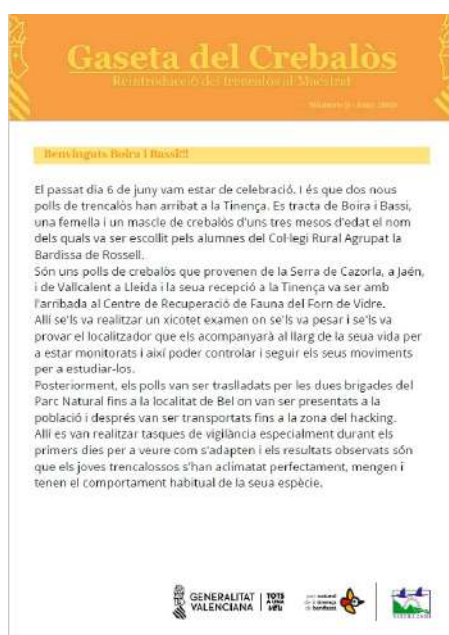 Gaseta del Crebalòs
Reintroducció del trencalòs al Maestrat
Benvinguts Boira i Bassi!!!
El passat dia 6 de juny vam estar de celebració. I és que dos nous
polls de trencalòs han arribat a la Tinença. Es tracta de Boira i Bassi,
una femella i un mascle de crebalòs d'uns tres mesos d'edat el nom
dels quals va ser escollit pels alumnes del Col·legi Rural Agrupat la
Bardissa de Rossell.
Són uns polls de crebalòs que provenen de la Serra de Cazorla, a Jaén,
i de Vallcalent a Lleida i la seua recepció a la Tinença va ser amb
l'arribada al Centre de Recuperació de Fauna del Forn de Vidre.
Allí se'ls va realitzar un xicotet examen on se'ls va pesar i se'ls va
provar el localitzador que els acompanyarà al llarg de la seua vida per
a estar monitorats i així poder controlar i seguir els seus moviments
per a estudiar-los.
Posteriorment, els polls van ser traslladats per les dues brigades del
Parc Natural fins a la localitat de Bel on van ser presentats a la
població i després van ser transportats fins a la zona del hacking.
Allí es van realitzar tasques de vigilància especialment durant els
primers dies per a veure com s'adapten i els resultats observats són
que els joves trencalossos s'han aclimatat perfectament, mengen i
tenen el comportament habitual de la seua espècie.
GENERALITAT
VALENCIANA
TOTS
A UNA
VEU
parc natural
de la tinença
de benifassà